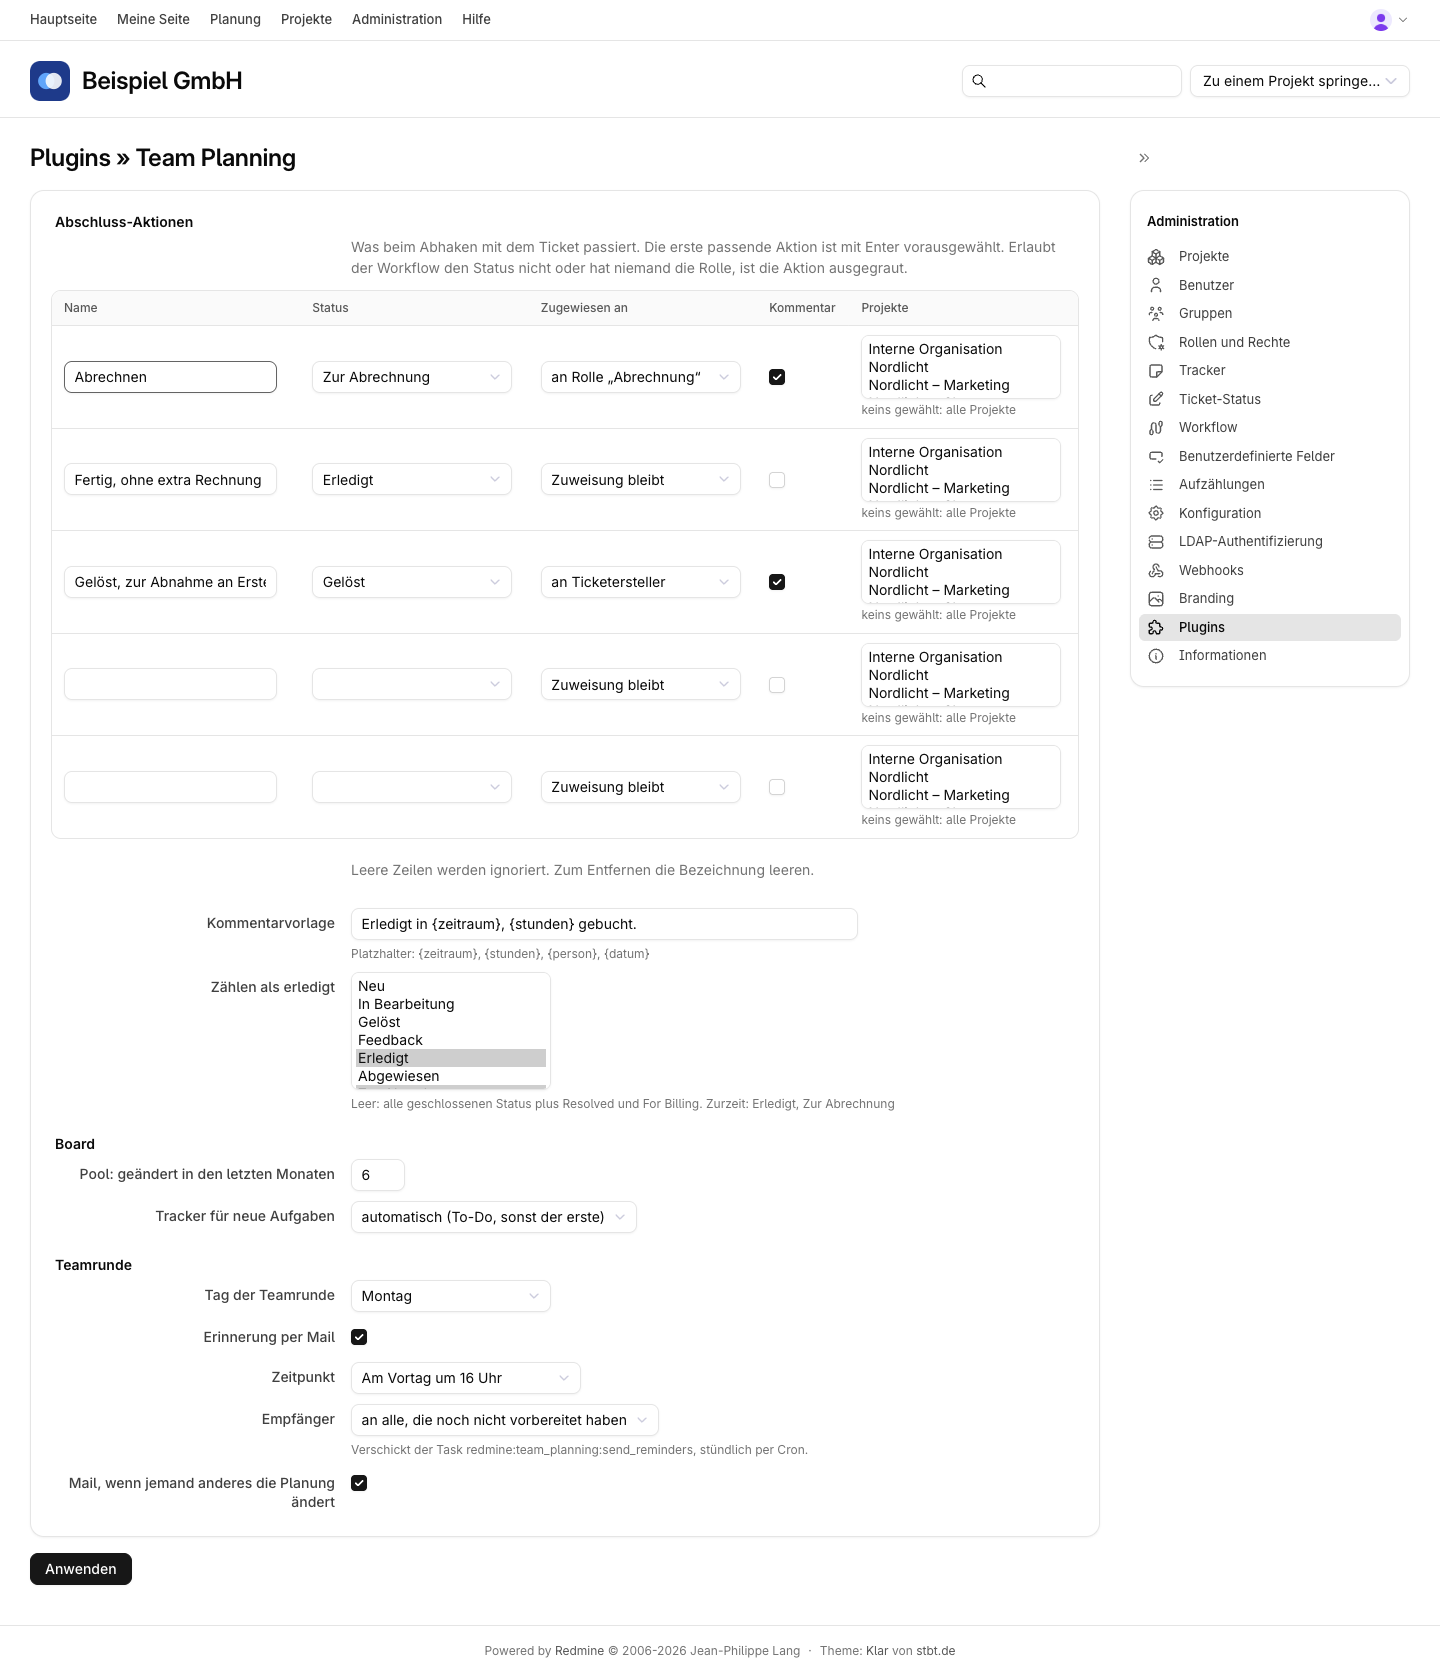 Hauptseite Meine Seite Planung Projekte Administration Hilfe
Beispiel GmbH
Zu einem Projekt springe...
Plugins » Team Planning
Abschluss-Aktionen
Was beim Abhaken mit dem Ticket passiert. Die erste passende Aktion ist mit Enter vorausgewählt. Erlaubt
der Workflow den Status nicht oder hat niemand die Rolle, ist die Aktion ausgegraut.
Name Status Zugewiesen an Kommentar Projekte
Abrechnen Zur Abrechnung an Rolle „Abrechnung“
Interne Organisation
Nordlicht
Nordlicht – Marketing
keins gewählt: alle Projekte
Fertig, ohne extra Rechnung Erledigt Zuweisung bleibt
Interne Organisation
Nordlicht
Nordlicht – Marketing
keins gewählt: alle Projekte
Gelöst, zur Abnahme an Erste Gelöst an Ticketersteller
Interne Organisation
Nordlicht
Nordlicht – Marketing
keins gewählt: alle Projekte
Zuweisung bleibt
Interne Organisation
Nordlicht
Nordlicht – Marketing
keins gewählt: alle Projekte
Zuweisung bleibt
Interne Organisation
Nordlicht
Nordlicht – Marketing
keins gewählt: alle Projekte
Leere Zeilen werden ignoriert. Zum Entfernen die Bezeichnung leeren.
Kommentarvorlage Erledigt in {zeitraum}, {stunden} gebucht.
Platzhalter: {zeitraum}, {stunden}, {person}, {datum}
Zählen als erledigt
Neu
In Bearbeitung
Gelöst
Feedback
Erledigt
Abgewiesen
Leer: alle geschlossenen Status plus Resolved und For Billing. Zurzeit: Erledigt, Zur Abrechnung
Board
Pool: geändert in den letzten Monaten 6
Tracker für neue Aufgaben automatisch (To-Do, sonst der erste)
Teamrunde
Tag der Teamrunde Montag
Erinnerung per Mail
Zeitpunkt Am Vortag um 16 Uhr
Empfänger an alle, die noch nicht vorbereitet haben
Verschickt der Task redmine:team_planning:send_reminders, stündlich per Cron.
Mail, wenn jemand anderes die Planung
ändert
Anwenden
Administration
Projekte
Benutzer
Gruppen
Rollen und Rechte
Tracker
Ticket-Status
Workflow
Benutzerdefinierte Felder
Aufzählungen
Konfiguration
LDAP-Authentifizierung
Webhooks
Branding
Plugins
Informationen
Powered by Redmine © 2006-2026 Jean-Philippe Lang · Theme: Klar von stbt.de